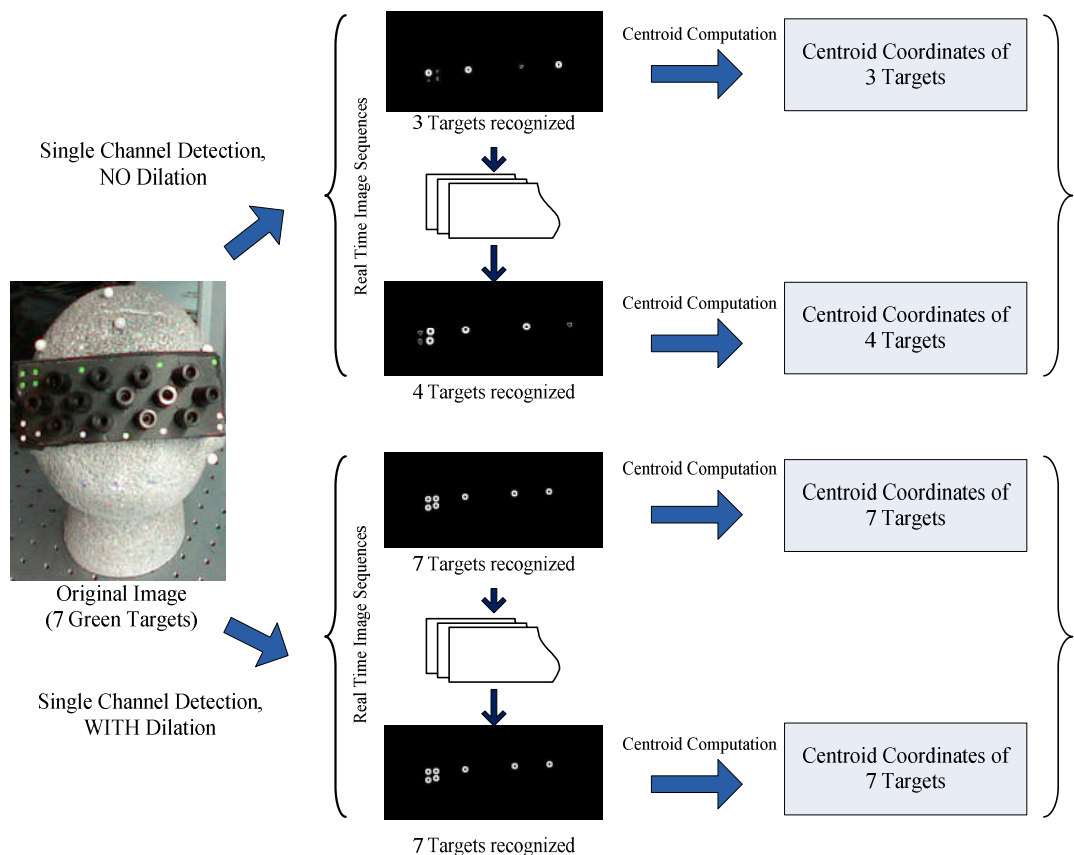 Single Channel Detection,
NO Dilation
Original Image
(7 Green Targets)
Single Channel Detection,
WITH Dilation
Real Time Image Sequences
3 Targets recognized
Centroid Computation
Centroid Coordinates of
3 Targets
4 Targets recognized
Centroid Computation
Centroid Coordinates of
4 Targets
Real Time Image Sequences
7 Targets recognized
Centroid Computation
Centroid Coordinates of
7 Targets
7 Targets recognized
Centroid Computation
Centroid Coordinates of
7 Targets